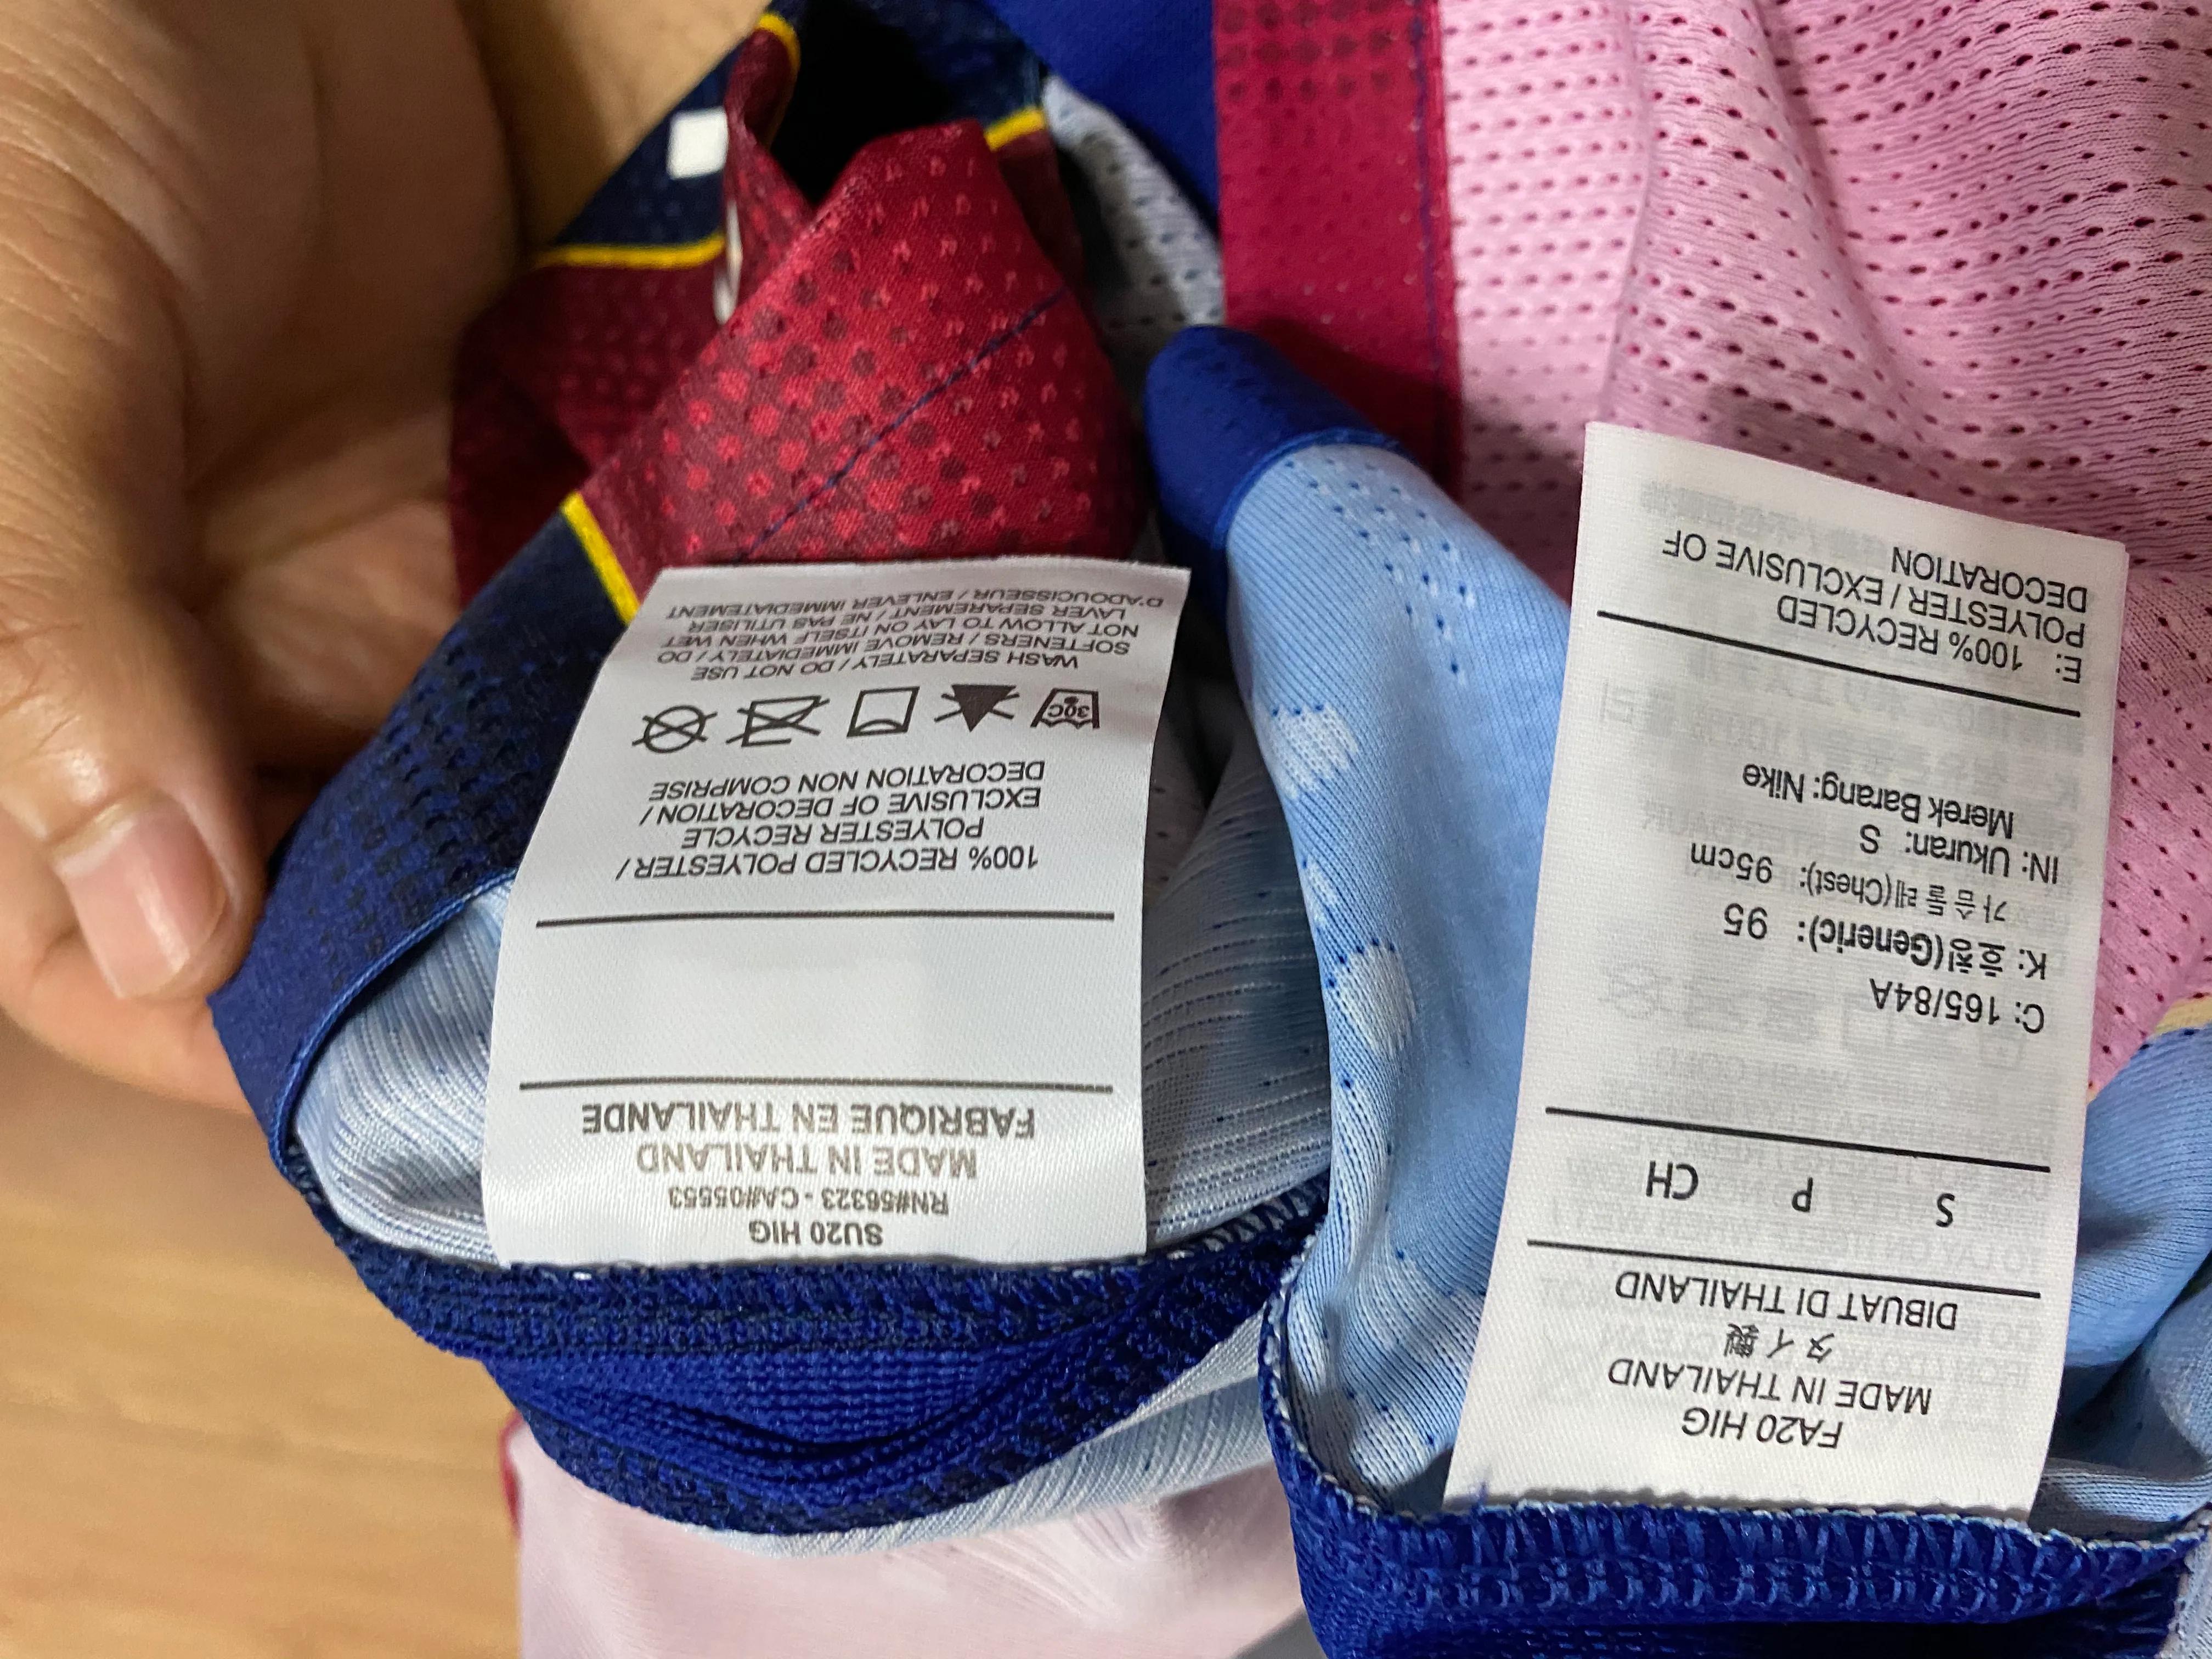 SU20 HIG
RN#56323 - CA#05553
MADE IN THAILAND
FABRIQUE EN THAILANDE
100% RECYCLED POLYESTER /
POLYESTER RECYCLE
EXCLUSIVE OF DECORATION /
DECORATION NON COMPRISE
30C
WASH SEPARATELY / DO NOT USE
SOFTENERS / REMOVE IMMEDIATELY / DO
NOT ALLOW TO LAY ON ITSELF WHEN WET
LAVER SEPAREMENT / NE PAS UTILISER
D'ADOUCISSEUR / ENLEVER IMMEDIATEMENT
FA20 HIG
MADE IN THAILAND
タイ製
DIBUAT DI THAILAND
S P CH
C: 165/84A
K: 호칭(Generic): 95
가슴둘레(Chest): 95cm
IN: Ukuran: S
Merek Barang: Nike
E: 100% RECYCLED
POLYESTER / EXCLUSIVE OF
DECORATION